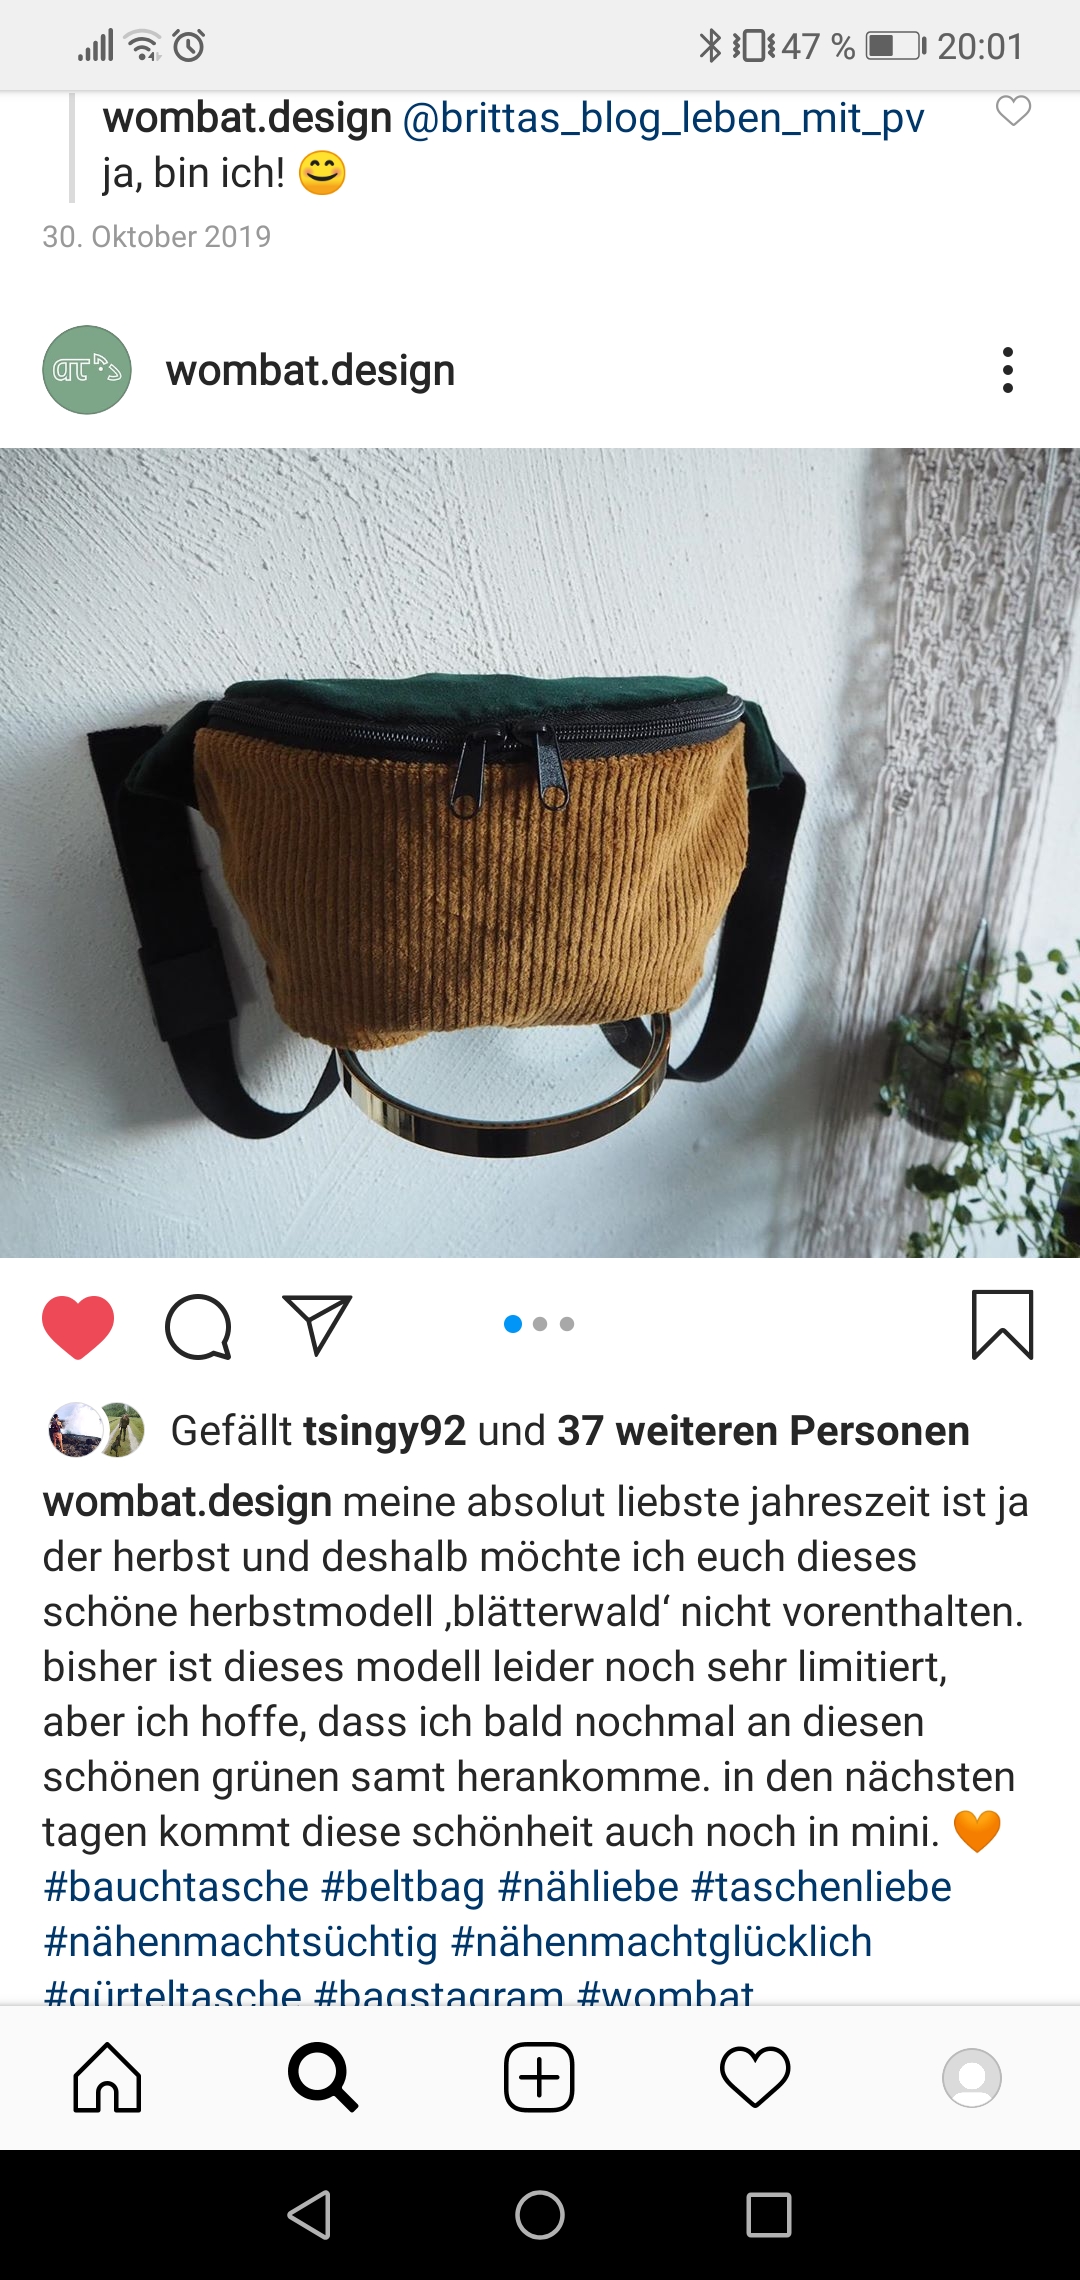 47 % 20:01
wombat.design @brittas_blog_leben_mit_pv
ja, bin ich! 😊
30. Oktober 2019
wombat.design
Gefällt tsingy92 und 37 weiteren Personen
wombat.design meine absolut liebste jahreszeit ist ja
der herbst und deshalb möchte ich euch dieses
schöne herbstmodell ‚blätterwald‘ nicht vorenthalten.
bisher ist dieses modell leider noch sehr limitiert,
aber ich hoffe, dass ich bald nochmal an diesen
schönen grünen samt herankomme. in den nächsten
tagen kommt diese schönheit auch noch in mini. 🧡
#bauchtasche #beltbag #nähliebe #taschenliebe
#nähenmachtsüchtig #nähenmachtglücklich
#gürteltasche #bagstagram #wombat